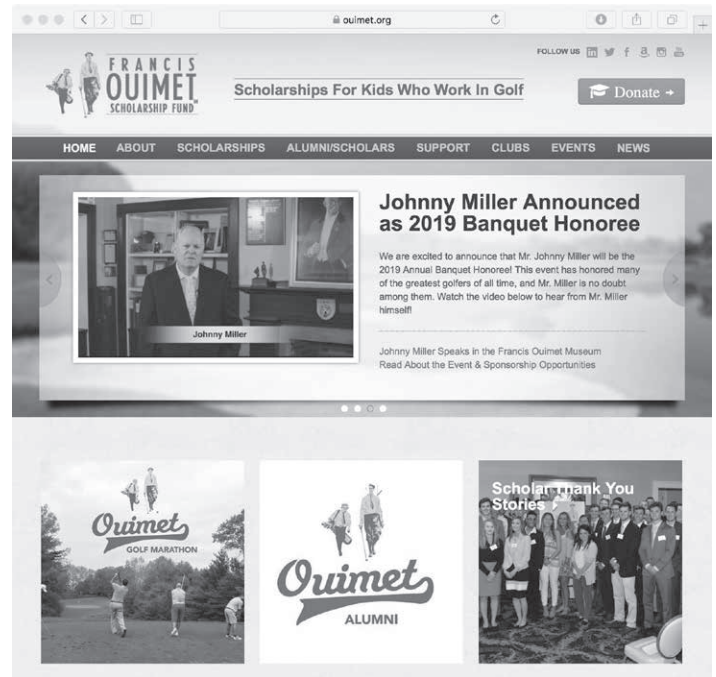 ouimet.org
FOLLOW US
FRANCIS
OUIMET
SCHOLARSHIP FUND
Scholarships For Kids Who Work In Golf
Donate
HOME ABOUT SCHOLARSHIPS ALUMNI/SCHOLARS SUPPORT CLUBS EVENTS NEWS
Johnny Miller Announced
as 2019 Banquet Honoree
We are excited to announce that Mr. Johnny Miller will be the
2019 Annual Banquet Honoree! This event has honored many
of the greatest golfers of all time, and Mr. Miller is no doubt
among them. Watch the video below to hear from Mr. Miller
himself!
Johnny Miller
Johnny Miller Speaks in the Francis Ouimet Museum
Read About the Event & Sponsorship Opportunities
Ouimet
GOLF MARATHON
Ouimet
ALUMNI
Scholar Thank You
Stories